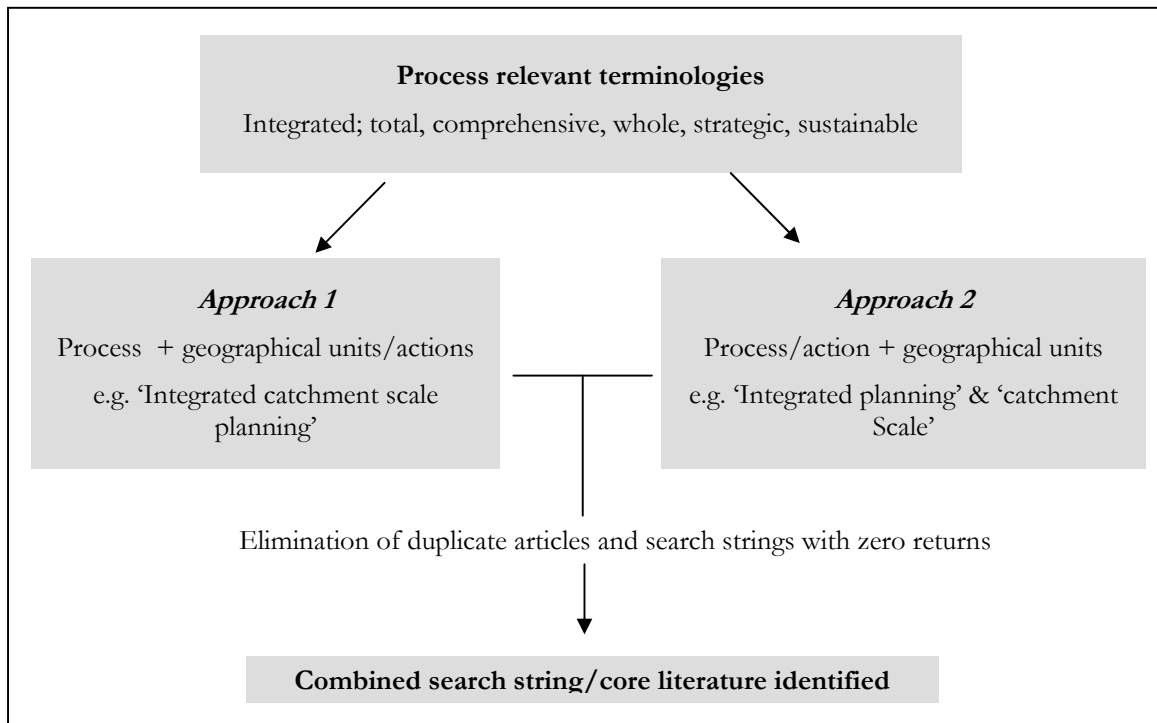 Process relevant terminologies
Integrated; total, comprehensive, whole, strategic, sustainable
Approach 1
Process + geographical units/actions
e.g. ‘Integrated catchment scale
planning’
Approach 2
Process/action + geographical units
e.g. ‘Integrated planning’ & ‘catchment
Scale’
Elimination of duplicate articles and search strings with zero returns
Combined search string/core literature identified